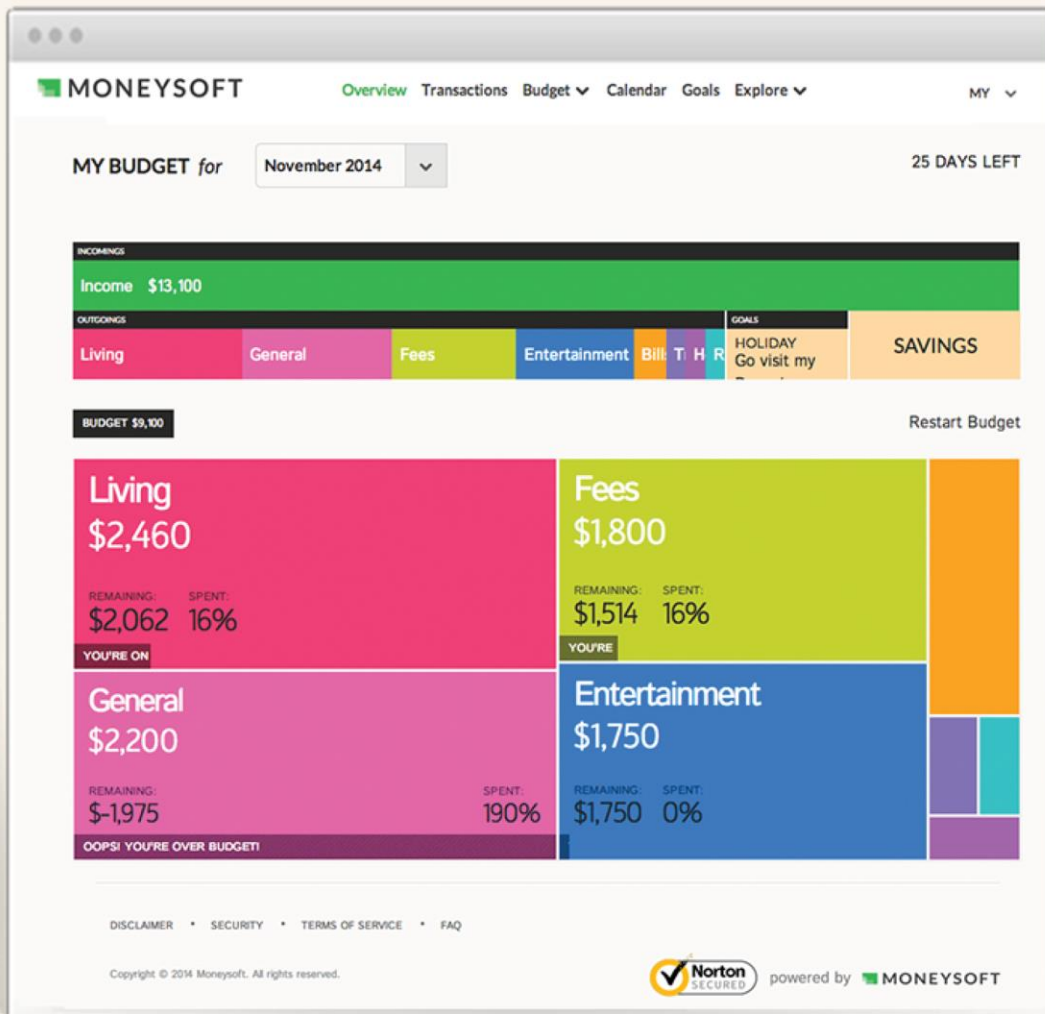 MONEYSOFT
Overview Transactions Budget Calendar Goals Explore MY
MY BUDGET for November 2014 25 DAYS LEFT
INCOMINGS
Income $13,100
OUTGOINGS GOALS
Living General Fees Entertainment Bill T H R HOLIDAY SAVINGS
Go visit my
BUDGET $9,100 Restart Budget
Living
$2,460
REMAINING: SPENT:
$2,062 16%
YOU'RE ON
Fees
$1,800
REMAINING: SPENT:
$1,514 16%
YOU'RE
General
$2,200
REMAINING: SPENT:
$-1,975 190%
OOPS! YOU'RE OVER BUDGET!
Entertainment
$1,750
REMAINING: SPENT:
$1,750 0%
DISCLAIMER • SECURITY • TERMS OF SERVICE • FAQ
Copyright © 2014 Moneysoft. All rights reserved.
Norton
SECURED
powered by MONEYSOFT